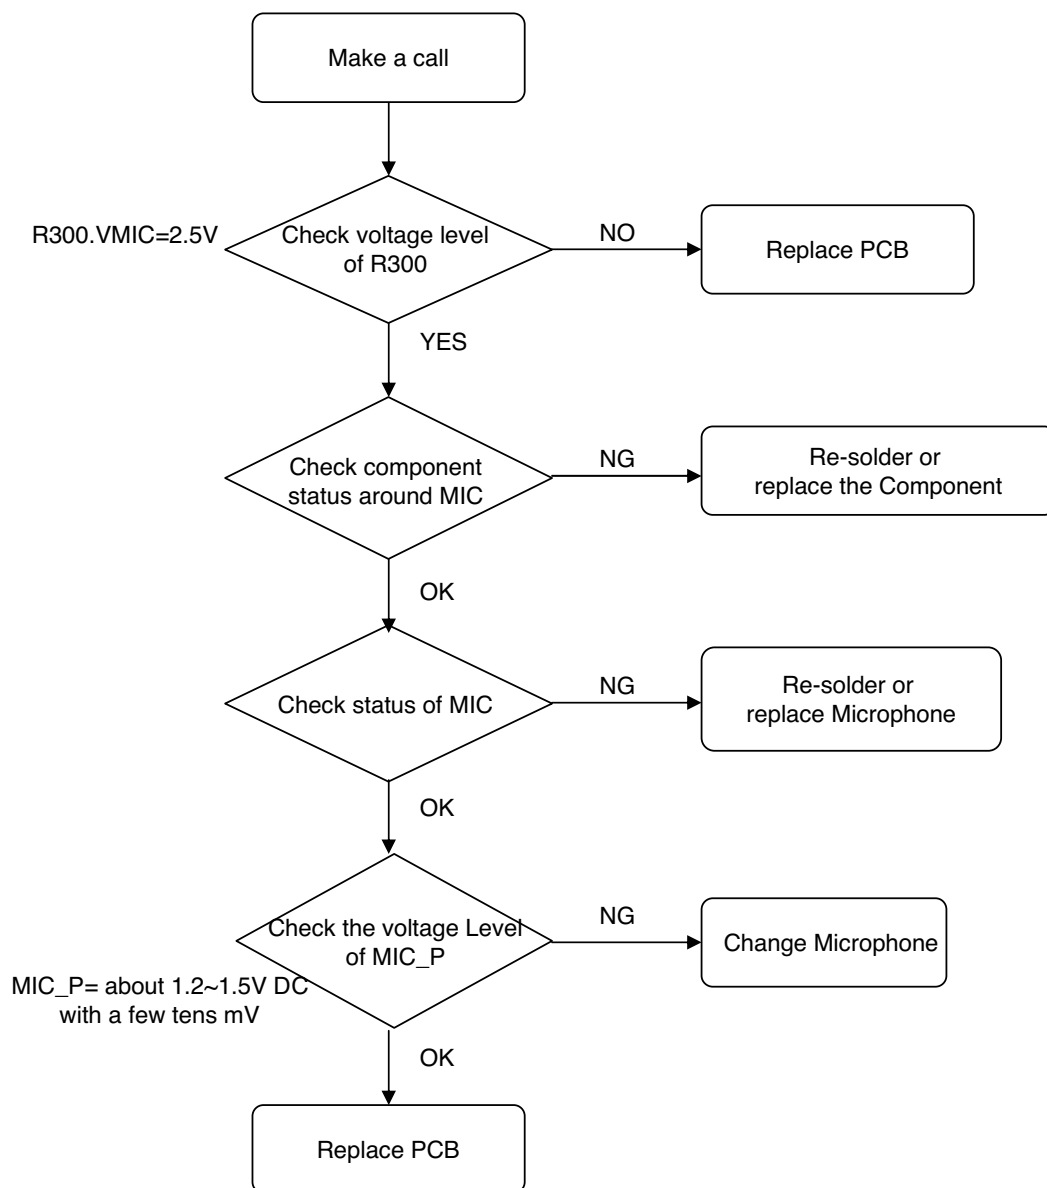 Make a call
R300.VMIC=2.5V
Check voltage level
of R300
NO
Replace PCB
YES
Check component
status around MIC
NG
Re-solder or
replace the Component
OK
Check status of MIC
NG
Re-solder or
replace Microphone
OK
Check the voltage Level
of MIC_P
NG
Change Microphone
MIC_P= about 1.2~1.5V DC
with a few tens mV
OK
Replace PCB